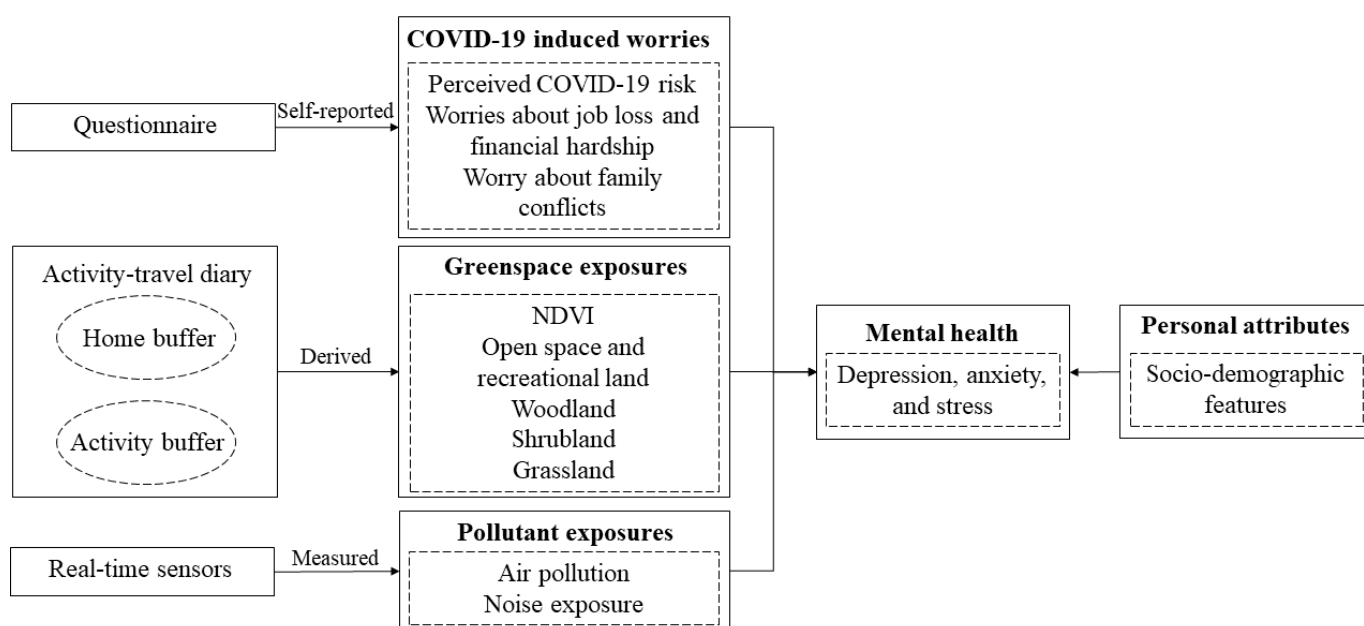 Questionnaire
Self-reported
COVID-19 induced worries
Perceived COVID-19 risk
Worries about job loss and
financial hardship
Worry about family
conflicts
Activity-travel diary
Home buffer
Activity buffer
Derived
Greenspace exposures
NDVI
Open space and
recreational land
Woodland
Shrubland
Grassland
Real-time sensors
Measured
Pollutant exposures
Air pollution
Noise exposure
Mental health
Depression, anxiety,
and stress
Personal attributes
Socio-demographic
features